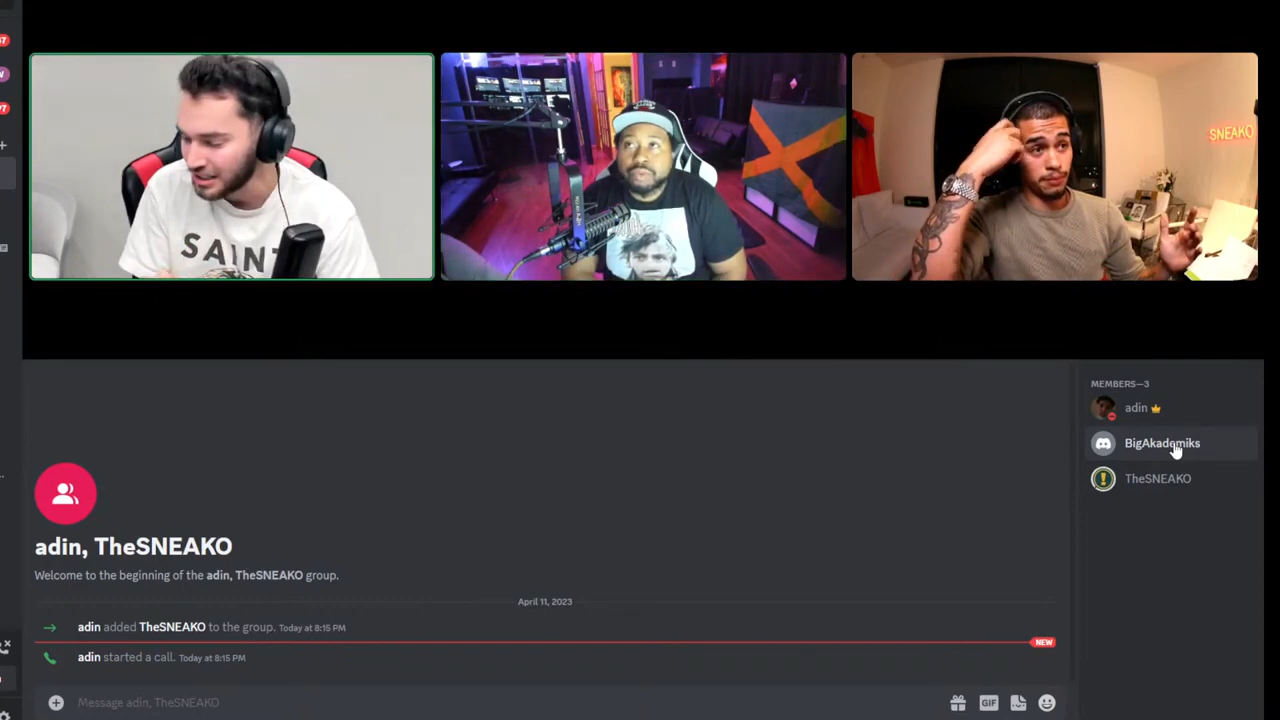 SAINT
SNEAKO
MEMBERS—3
adin
BigAkademiks
TheSNEAKO
adin, TheSNEAKO
Welcome to the beginning of the adin, TheSNEAKO group.
April 11, 2023
adin added TheSNEAKO to the group. Today at 8:15 PM
NEW
adin started a call. Today at 8:15 PM
Message adin, TheSNEAKO
GIF